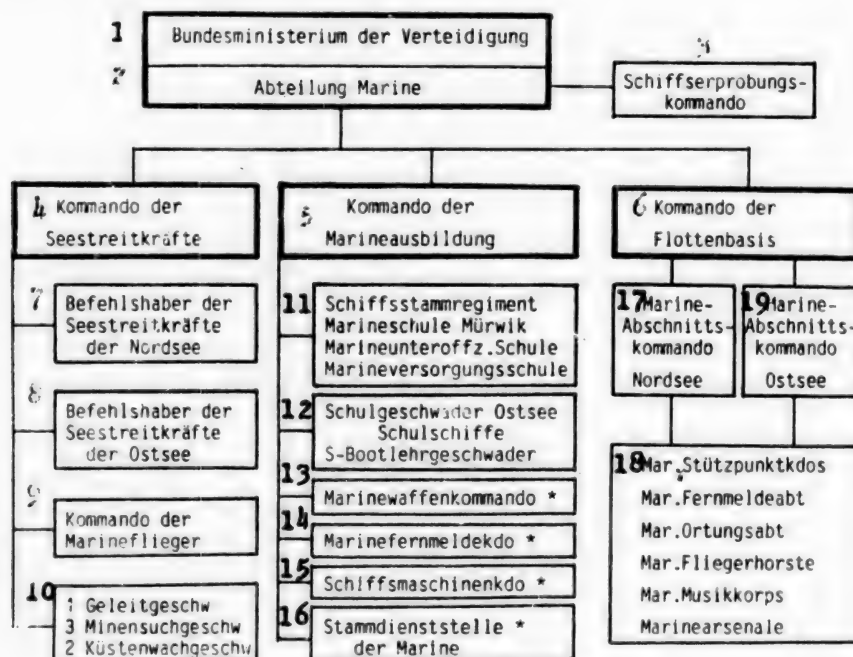 1 Bundesministerium der Verteidigung
2 Abteilung Marine
3
Schiffserprobungs-
kommando
4 Kommando der
Seestreitkräfte
5 Kommando der
Marineausbildung
6 Kommando der
Flottenbasis
7 Befehlshaber der
Seestreitkräfte
der Nordsee
8 Befehlshaber der
Seestreitkräfte
der Ostsee
9 Kommando der
Marineflieger
10 1 Geleitgeschw
3 Minensuchgeschw
2 Küstenwachgeschw
11 Schiffsstammregiment
Marineschule Mürwik
Marineunteroffz.Schule
Marineversorgungsschule
12 Schulgeschwader Ostsee
Schulschiffe
S-Bootlehrgeschwader
13 Marinewaffenkommando *
14 Marinefernmeldekdo *
15 Schiffsmaschinenkdo *
16 Stammdienststelle *
der Marine
17 Marine-
Abschnitts-
kommando
Nordsee
19 Marine-
Abschnitts-
kommando
Ostsee
18 Mar.Stützpunktkdos
Mar.Fernmeldeabt
Mar.Ortungsabt
Mar.Fliegerhorste
Mar.Musikkorps
Marinearsenale